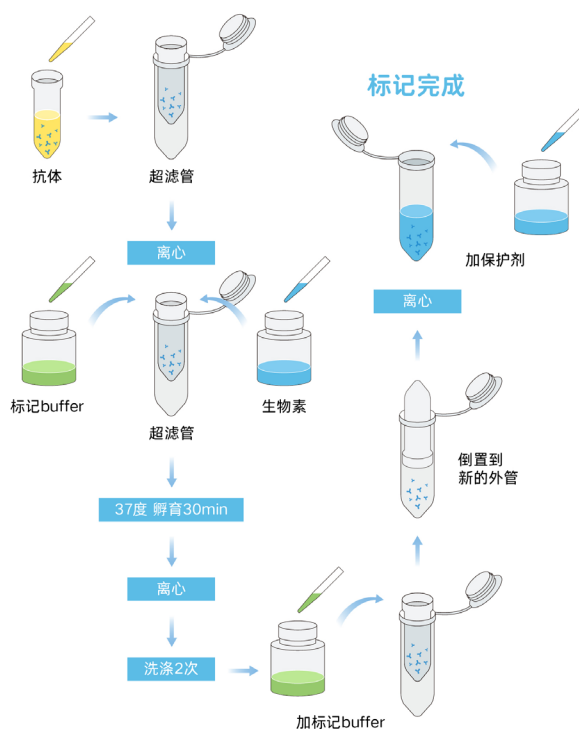 抗体
超滤管
离心
标记buffer
超滤管
生物素
37度 孵育30min
离心
洗涤2次
加标记buffer
倒置到
新的外管
离心
加保护剂
标记完成